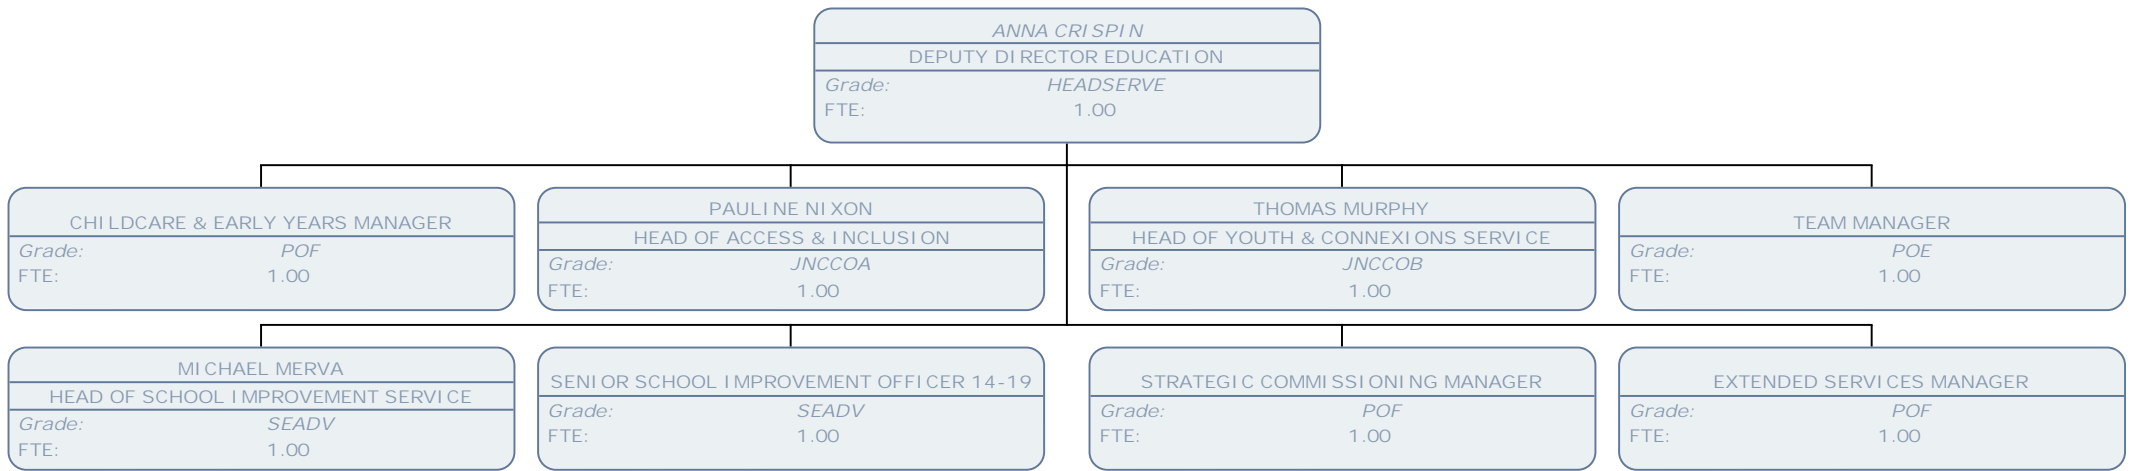 ANNA CRISPIN
DEPUTY DIRECTOR EDUCATION
Grade: HEADSERVE
FTE: 1.00
CHILDCARE & EARLY YEARS MANAGER
Grade: POF
FTE: 1.00
PAULINE NIXON
HEAD OF ACCESS & INCLUSION
Grade: JNCCOA
FTE: 1.00
THOMAS MURPHY
HEAD OF YOUTH & CONNEXIONS SERVICE
Grade: JNCCOB
FTE: 1.00
TEAM MANAGER
Grade: POE
FTE: 1.00
MICHAEL MERVA
HEAD OF SCHOOL IMPROVEMENT SERVICE
Grade: SEADV
FTE: 1.00
SENIOR SCHOOL IMPROVEMENT OFFICER 14-19
Grade: SEADV
FTE: 1.00
STRATEGIC COMMISSIONING MANAGER
Grade: POF
FTE: 1.00
EXTENDED SERVICES MANAGER
Grade: POF
FTE: 1.00